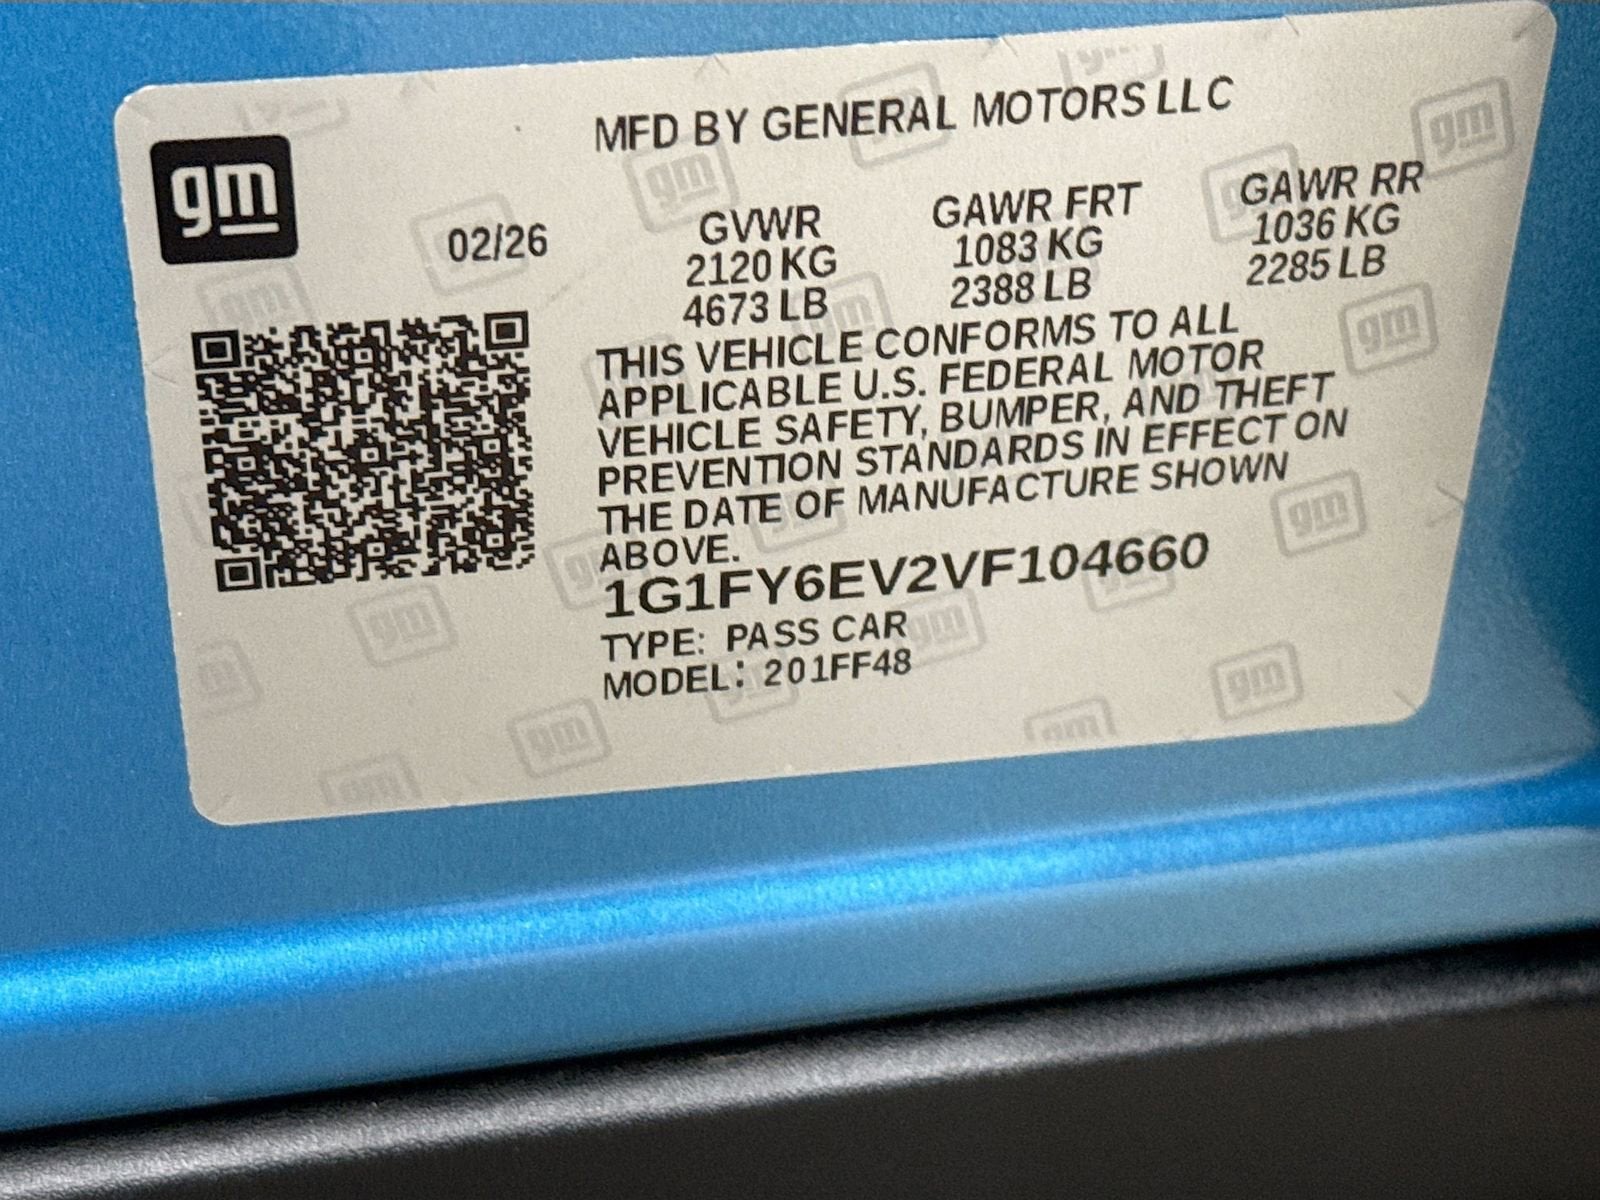 MFD BY GENERAL MOTORS LLC
gm
02/26
GVWR
2120 KG
4673 LB
GAWR FRT
1083 KG
2388 LB
GAWR RR
1036 KG
2285 LB
THIS VEHICLE CONFORMS TO ALL
APPLICABLE U.S. FEDERAL MOTOR
VEHICLE SAFETY, BUMPER, AND THEFT
PREVENTION STANDARDS IN EFFECT ON
THE DATE OF MANUFACTURE SHOWN
ABOVE.
1G1FY6EV2VF104660
TYPE: PASS CAR
MODEL: 201FF48